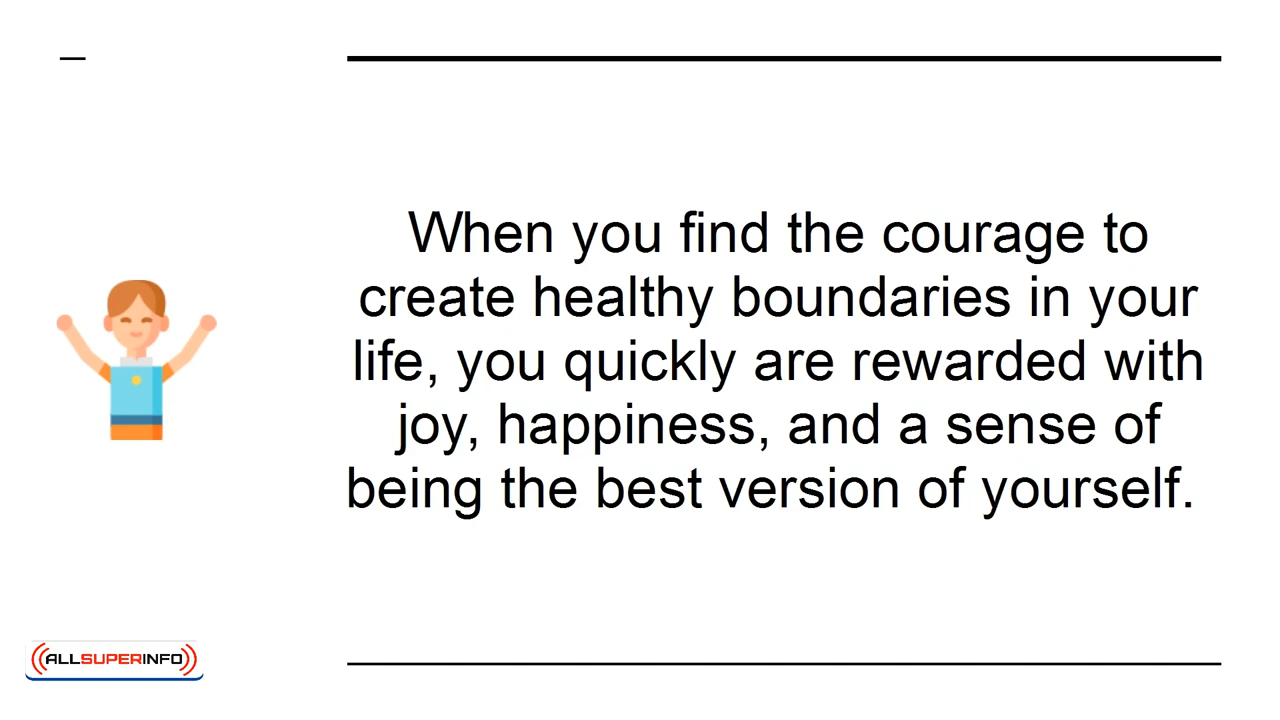 When you find the courage to
create healthy boundaries in your
life, you quickly are rewarded with
joy, happiness, and a sense of
being the best version of yourself.
ALLSUPERINFO